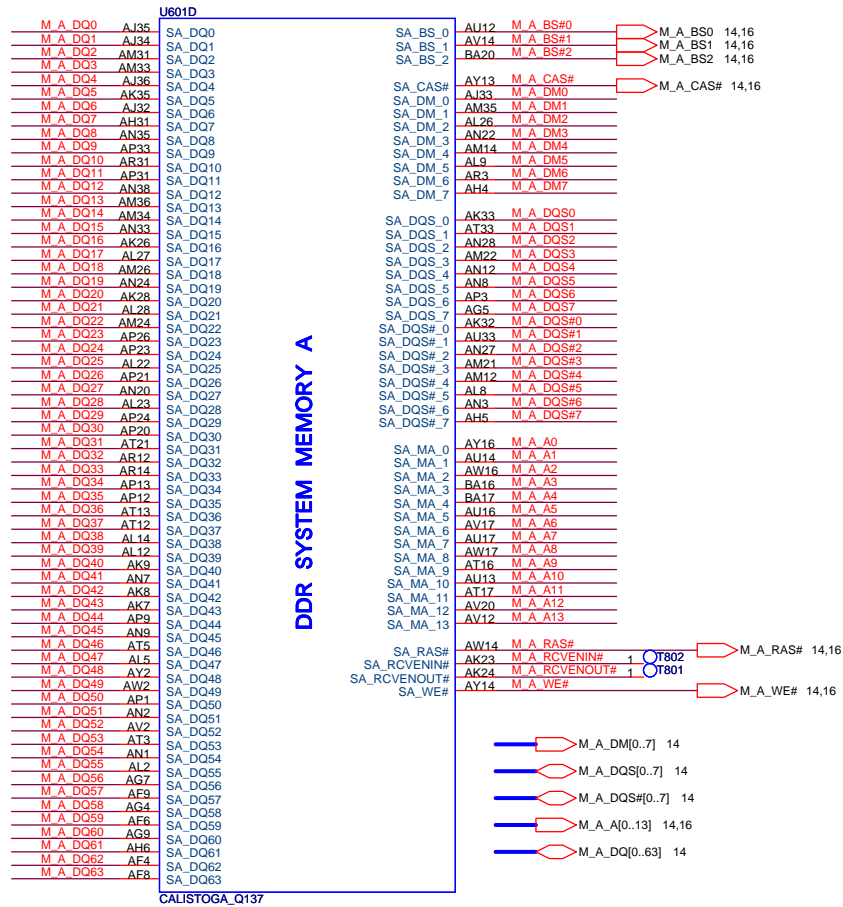 U601D
M_A_DQ0 AJ35 SA_DQ0
M_A_DQ1 AJ34 SA_DQ1
M_A_DQ2 AM31 SA_DQ2
M_A_DQ3 AM33 SA_DQ3
M_A_DQ4 AJ36 SA_DQ4
M_A_DQ5 AK35 SA_DQ5
M_A_DQ6 AJ32 SA_DQ6
M_A_DQ7 AH31 SA_DQ7
M_A_DQ8 AN35 SA_DQ8
M_A_DQ9 AP33 SA_DQ9
M_A_DQ10 AR31 SA_DQ10
M_A_DQ11 AP31 SA_DQ11
M_A_DQ12 AN38 SA_DQ12
M_A_DQ13 AM36 SA_DQ13
M_A_DQ14 AM34 SA_DQ14
M_A_DQ15 AN33 SA_DQ15
M_A_DQ16 AK26 SA_DQ16
M_A_DQ17 AL27 SA_DQ17
M_A_DQ18 AM26 SA_DQ18
M_A_DQ19 AN24 SA_DQ19
M_A_DQ20 AK28 SA_DQ20
M_A_DQ21 AL28 SA_DQ21
M_A_DQ22 AM24 SA_DQ22
M_A_DQ23 AP26 SA_DQ23
M_A_DQ24 AP23 SA_DQ24
M_A_DQ25 AL22 SA_DQ25
M_A_DQ26 AP21 SA_DQ26
M_A_DQ27 AN20 SA_DQ27
M_A_DQ28 AL23 SA_DQ28
M_A_DQ29 AP24 SA_DQ29
M_A_DQ30 AP20 SA_DQ30
M_A_DQ31 AT21 SA_DQ31
M_A_DQ32 AR12 SA_DQ32
M_A_DQ33 AR14 SA_DQ33
M_A_DQ34 AP13 SA_DQ34
M_A_DQ35 AP12 SA_DQ35
M_A_DQ36 AT13 SA_DQ36
M_A_DQ37 AT12 SA_DQ37
M_A_DQ38 AL14 SA_DQ38
M_A_DQ39 AL12 SA_DQ39
M_A_DQ40 AK9 SA_DQ40
M_A_DQ41 AN7 SA_DQ41
M_A_DQ42 AK8 SA_DQ42
M_A_DQ43 AK7 SA_DQ43
M_A_DQ44 AP9 SA_DQ44
M_A_DQ45 AN9 SA_DQ45
M_A_DQ46 AT5 SA_DQ46
M_A_DQ47 AL5 SA_DQ47
M_A_DQ48 AY2 SA_DQ48
M_A_DQ49 AW2 SA_DQ49
M_A_DQ50 AP1 SA_DQ50
M_A_DQ51 AN2 SA_DQ51
M_A_DQ52 AV2 SA_DQ52
M_A_DQ53 AT3 SA_DQ53
M_A_DQ54 AN1 SA_DQ54
M_A_DQ55 AL2 SA_DQ55
M_A_DQ56 AG7 SA_DQ56
M_A_DQ57 AF9 SA_DQ57
M_A_DQ58 AG4 SA_DQ58
M_A_DQ59 AF6 SA_DQ59
M_A_DQ60 AG9 SA_DQ60
M_A_DQ61 AH6 SA_DQ61
M_A_DQ62 AF4 SA_DQ62
M_A_DQ63 AF8 SA_DQ63
DDR SYSTEM MEMORY A
SA_BS_0 AU12 M_A_BS#0 M_A_BS0 14,16
SA_BS_1 AV14 M_A_BS#1 M_A_BS1 14,16
SA_BS_2 BA20 M_A_BS#2 M_A_BS2 14,16
SA_CAS# AY13 M_A_CAS# M_A_CAS# 14,16
SA_DM_0 AJ33 M_A_DM0
SA_DM_1 AM35 M_A_DM1
SA_DM_2 AL26 M_A_DM2
SA_DM_3 AN22 M_A_DM3
SA_DM_4 AM14 M_A_DM4
SA_DM_5 AL9 M_A_DM5
SA_DM_6 AR3 M_A_DM6
SA_DM_7 AH4 M_A_DM7
SA_DQS_0 AK33 M_A_DQS0
SA_DQS_1 AT33 M_A_DQS1
SA_DQS_2 AN28 M_A_DQS2
SA_DQS_3 AM22 M_A_DQS3
SA_DQS_4 AN12 M_A_DQS4
SA_DQS_5 AN8 M_A_DQS5
SA_DQS_6 AP3 M_A_DQS6
SA_DQS_7 AG5 M_A_DQS7
SA_DQS#_0 AK32 M_A_DQS#0
SA_DQS#_1 AU33 M_A_DQS#1
SA_DQS#_2 AN27 M_A_DQS#2
SA_DQS#_3 AM21 M_A_DQS#3
SA_DQS#_4 AM12 M_A_DQS#4
SA_DQS#_5 AL8 M_A_DQS#5
SA_DQS#_6 AN3 M_A_DQS#6
SA_DQS#_7 AH5 M_A_DQS#7
SA_MA_0 AY16 M_A_A0
SA_MA_1 AU14 M_A_A1
SA_MA_2 AW16 M_A_A2
SA_MA_3 BA16 M_A_A3
SA_MA_4 BA17 M_A_A4
SA_MA_5 AU16 M_A_A5
SA_MA_6 AV17 M_A_A6
SA_MA_7 AU17 M_A_A7
SA_MA_8 AW17 M_A_A8
SA_MA_9 AT16 M_A_A9
SA_MA_10 AU13 M_A_A10
SA_MA_11 AT17 M_A_A11
SA_MA_12 AV20 M_A_A12
SA_MA_13 AV12 M_A_A13
SA_RAS# AW14 M_A_RAS# M_A_RAS# 14,16
SA_RCVENIN# AK23 M_A_RCVENIN# 1 T802
SA_RCVENOUT# AK24 M_A_RCVENOUT# 1 T801
SA_WE# AY14 M_A_WE# M_A_WE# 14,16
M_A_DM[0..7] 14
M_A_DQS[0..7] 14
M_A_DQS#[0..7] 14
M_A_A[0..13] 14,16
M_A_DQ[0..63] 14
CALISTOGA_Q137